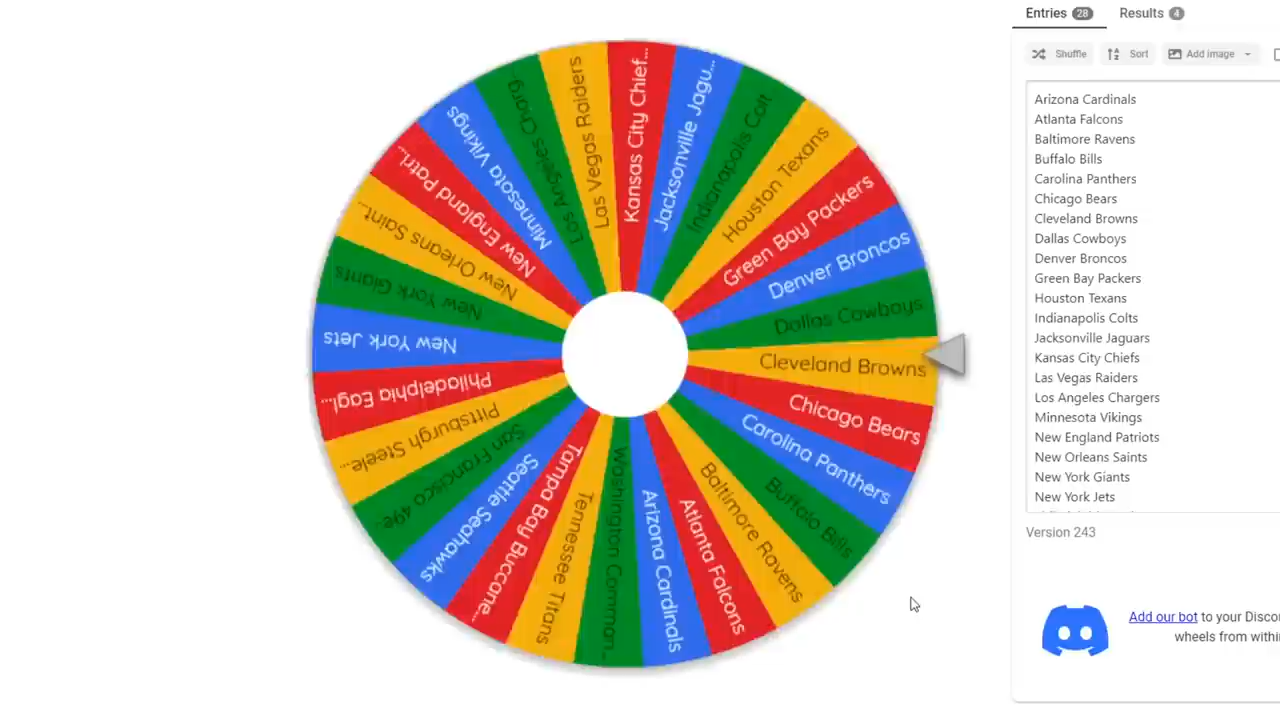 Entries 28 Results 4
Shuffle Sort Add image
Arizona Cardinals
Atlanta Falcons
Baltimore Ravens
Buffalo Bills
Carolina Panthers
Chicago Bears
Cleveland Browns
Dallas Cowboys
Denver Broncos
Green Bay Packers
Houston Texans
Indianapolis Colts
Jacksonville Jaguars
Kansas City Chiefs
Las Vegas Raiders
Los Angeles Chargers
Minnesota Vikings
New England Patriots
New Orleans Saints
New York Giants
New York Jets
Version 243
Add our bot to your Disco
wheels from withi
Kansas City Chief...
Jacksonville Jagu...
Indianapolis Colt
Houston Texans
Green Bay Packers
Denver Broncos
Dallas Cowboys
Cleveland Browns
Chicago Bears
Carolina Panthers
Buffalo Bills
Baltimore Ravens
Atlanta Falcons
Arizona Cardinals
Washington Comman...
Tennessee Titans
Tampa Bay Buccane...
Seattle Seahawks
San Francisco 49e...
Pittsburgh Steele...
Philadelphia Eagl...
New York Jets
New York Giants
New Orleans Saint...
New England Patri...
Minnesota Vikings
Los Angeles Charg...
Las Vegas Raiders